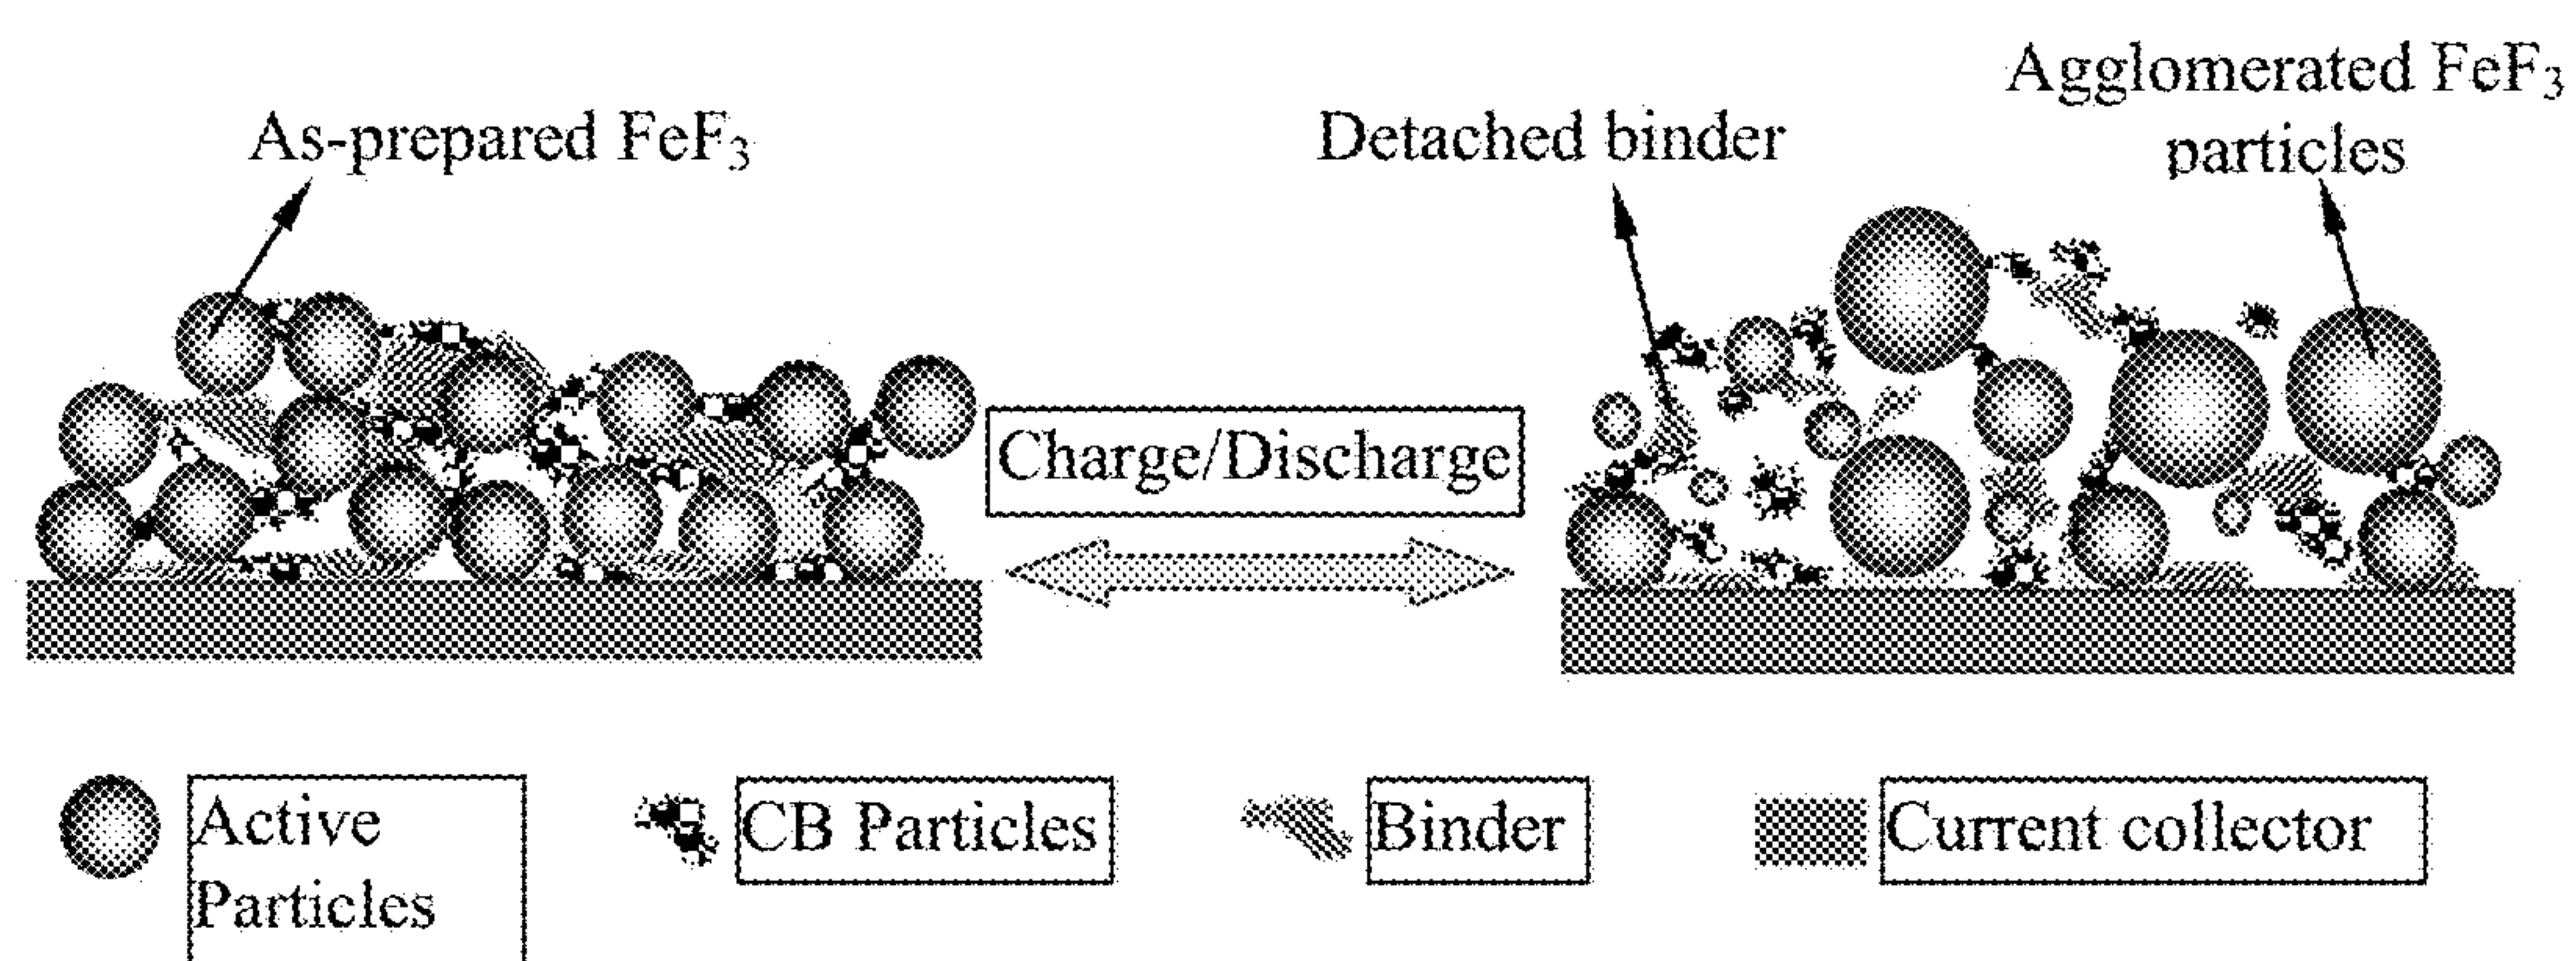 As-prepared FeF₃
Detached binder
Agglomerated FeF₃
particles
Charge/Discharge
Active
Particles
CB Particles
Binder
Current collector